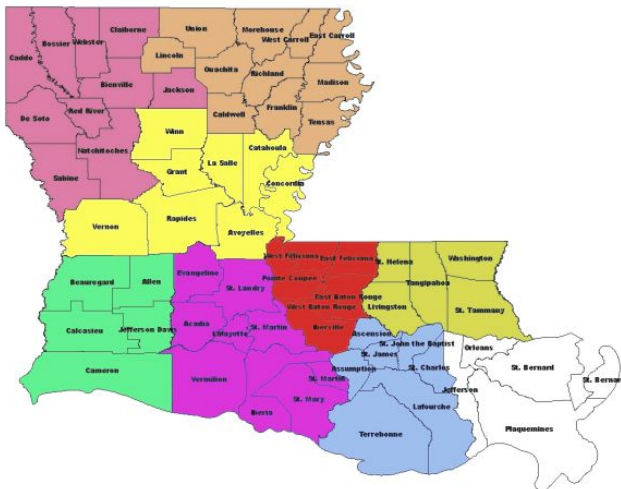 Union
Morehouse
East Carroll
Claiborne
West Carroll
Bossier
Webster
Caddo
Lincoln
Ouachita
Richland
Madison
Bienville
Jackson
De Soto
Red River
Caldwell
Franklin
Tensas
Winn
Natchitoches
Catahoula
La Salle
Grant
Sabine
Concordia
Vernon
Rapides
Avoyelles
West Feliciana
East Feliciana
St. Helena
Washington
Evangeline
Beauregard
Allen
St. Landry
Pointe Coupee
Tangipahoa
East Baton Rouge
West Baton Rouge
Livingston
St. Tammany
Calcasieu
Jefferson Davis
Acadia
Lafayette
St. Martin
Iberville
Ascension
St. John the Baptist
Orleans
St. James
Cameron
Vermilion
Assumption
St. Charles
St. Bernard
St. Martin
St. Bernar
Jefferson
St. Mary
Iberia
Lafourche
Plaquemines
Terrebonne